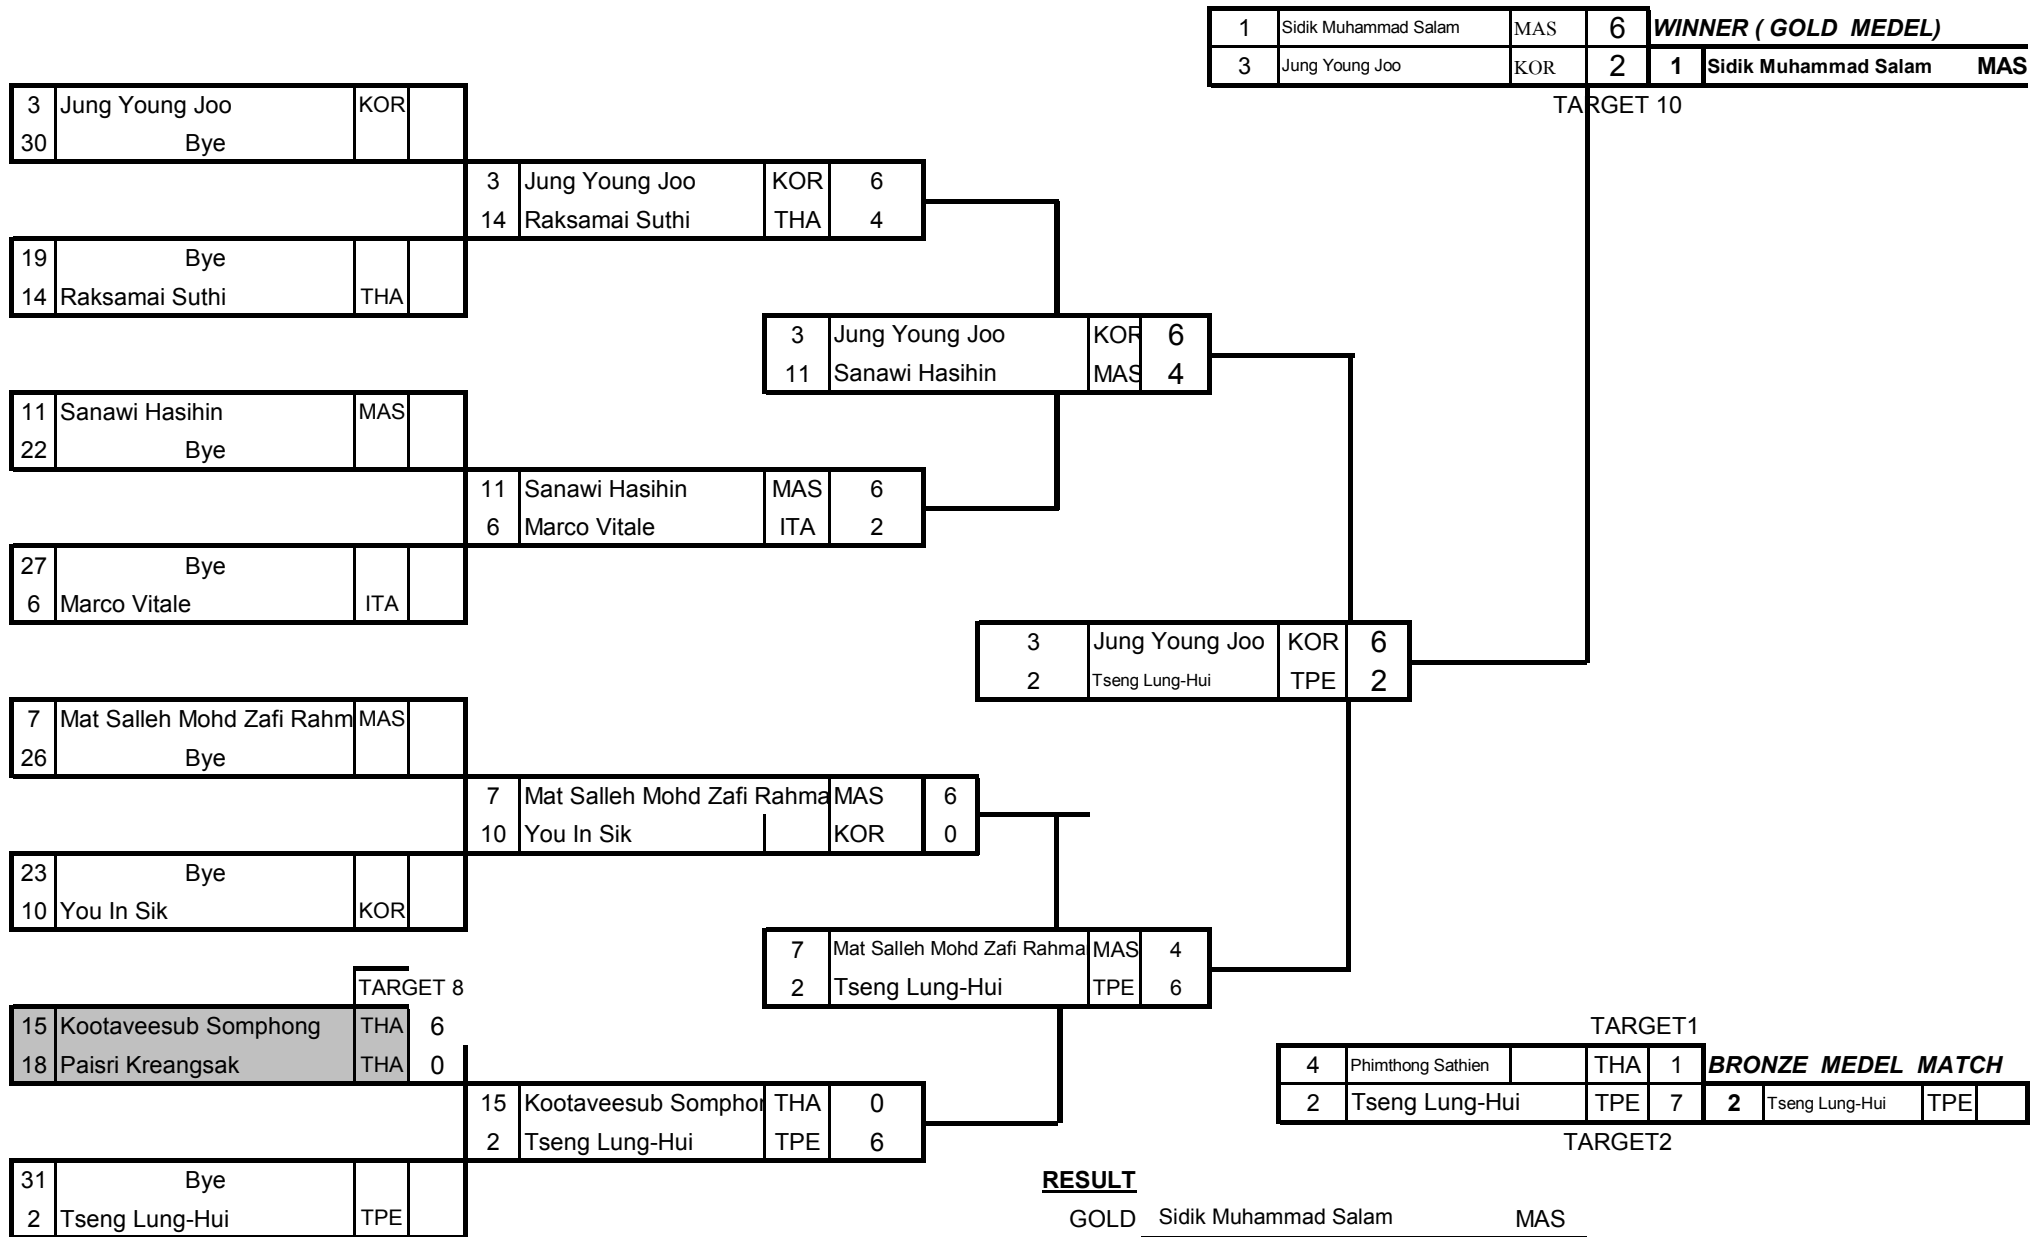 1 Sidik Muhammad Salam MAS 6 WINNER ( GOLD MEDEL)
3 Jung Young Joo KOR 2 1 Sidik Muhammad Salam MAS
TARGET 10
3 Jung Young Joo KOR
30 Bye
3 Jung Young Joo KOR 6
14 Raksamai Suthi THA 4
19 Bye
14 Raksamai Suthi THA
3 Jung Young Joo KOR 6
11 Sanawi Hasihin MAS 4
11 Sanawi Hasihin MAS
22 Bye
11 Sanawi Hasihin MAS 6
6 Marco Vitale ITA 2
27 Bye
6 Marco Vitale ITA
3 Jung Young Joo KOR 6
2 Tseng Lung-Hui TPE 2
7 Mat Salleh Mohd Zafi Rahm MAS
26 Bye
7 Mat Salleh Mohd Zafi Rahma MAS 6
10 You In Sik KOR 0
23 Bye
10 You In Sik KOR
7 Mat Salleh Mohd Zafi Rahma MAS 4
2 Tseng Lung-Hui TPE 6
TARGET 8
15 Kootaveesub Somphong THA 6
18 Paisri Kreangsak THA 0
TARGET1
4 Phimthong Sathien THA 1 BRONZE MEDEL MATCH
2 Tseng Lung-Hui TPE 7 2 Tseng Lung-Hui TPE
TARGET2
15 Kootaveesub Somphon THA 0
2 Tseng Lung-Hui TPE 6
31 Bye
2 Tseng Lung-Hui TPE
RESULT
GOLD Sidik Muhammad Salam MAS